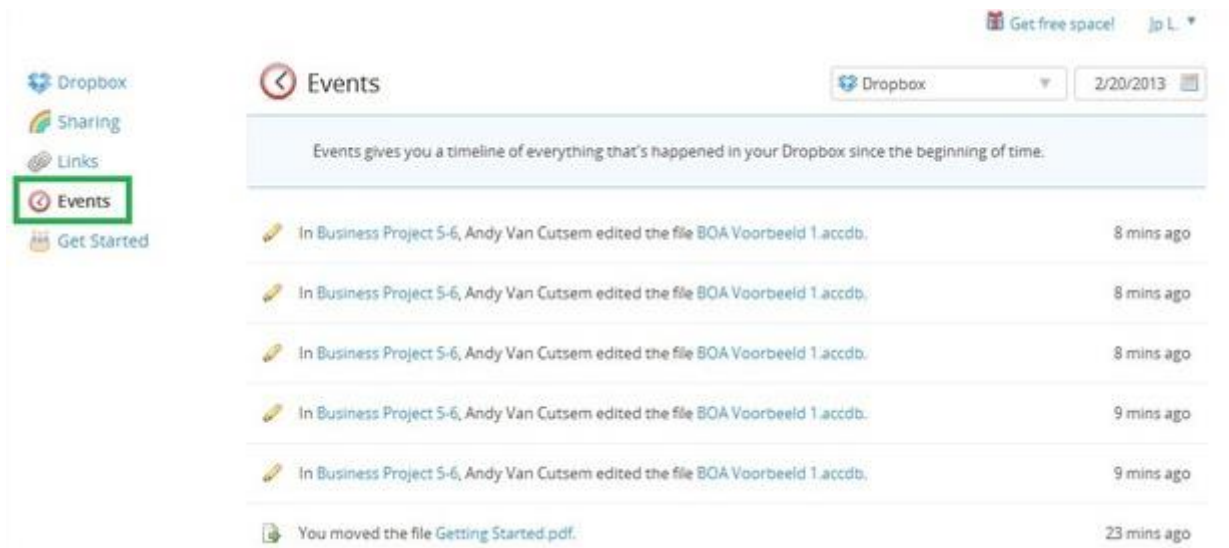 Get free space! Jp L.
Dropbox
Sharing
Links
Events
Get Started
Events
Dropbox
2/20/2013
Events gives you a timeline of everything that's happened in your Dropbox since the beginning of time.
In Business Project 5-6, Andy Van Cutsem edited the file BOA Voorbeeld 1.accdb. 8 mins ago
In Business Project 5-6, Andy Van Cutsem edited the file BOA Voorbeeld 1.accdb. 8 mins ago
In Business Project 5-6, Andy Van Cutsem edited the file BOA Voorbeeld 1.accdb. 8 mins ago
In Business Project 5-6, Andy Van Cutsem edited the file BOA Voorbeeld 1.accdb. 9 mins ago
In Business Project 5-6, Andy Van Cutsem edited the file BOA Voorbeeld 1.accdb. 9 mins ago
You moved the file Getting Started.pdf. 23 mins ago